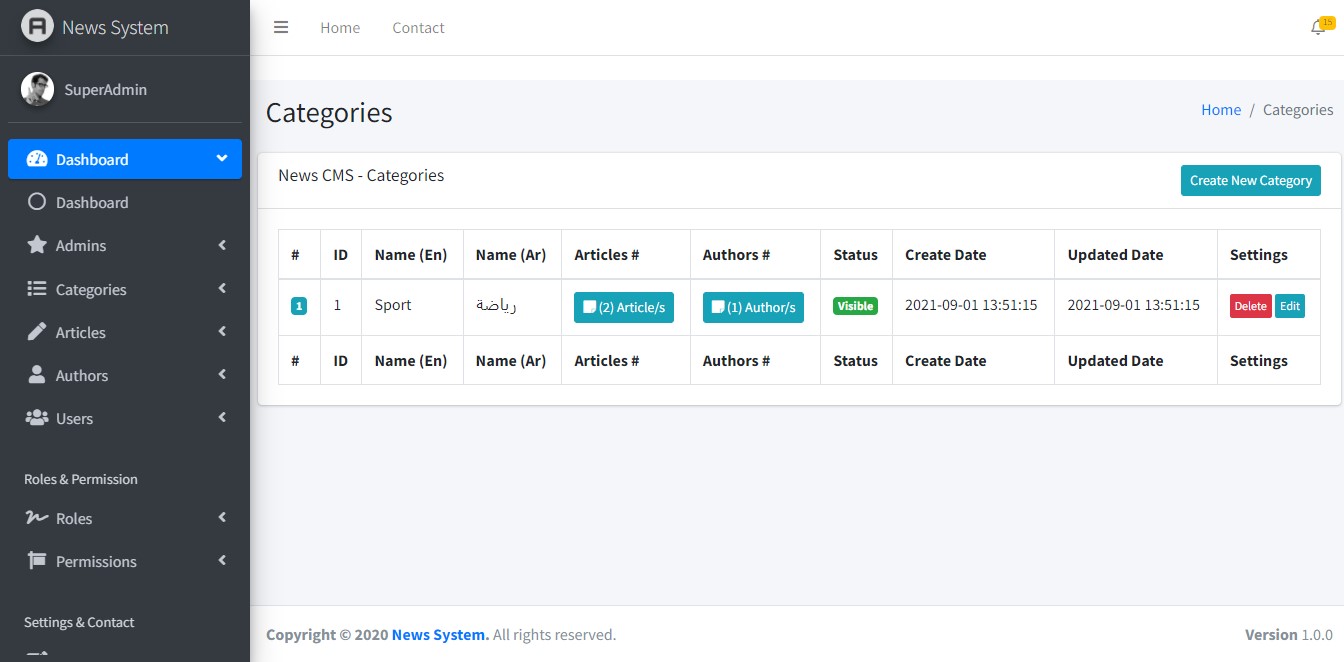 News System
Home Contact
15
SuperAdmin
Categories
Home / Categories
Dashboard
Dashboard
Admins
Categories
Articles
Authors
Users
Roles & Permission
Roles
Permissions
Settings & Contact
News CMS - Categories
Create New Category
# ID Name (En) Name (Ar) Articles # Authors # Status Create Date Updated Date Settings
1 1 Sport رياضة (2) Article/s (1) Author/s Visible 2021-09-01 13:51:15 2021-09-01 13:51:15 Delete Edit
# ID Name (En) Name (Ar) Articles # Authors # Status Create Date Updated Date Settings
Copyright © 2020 News System. All rights reserved.
Version 1.0.0